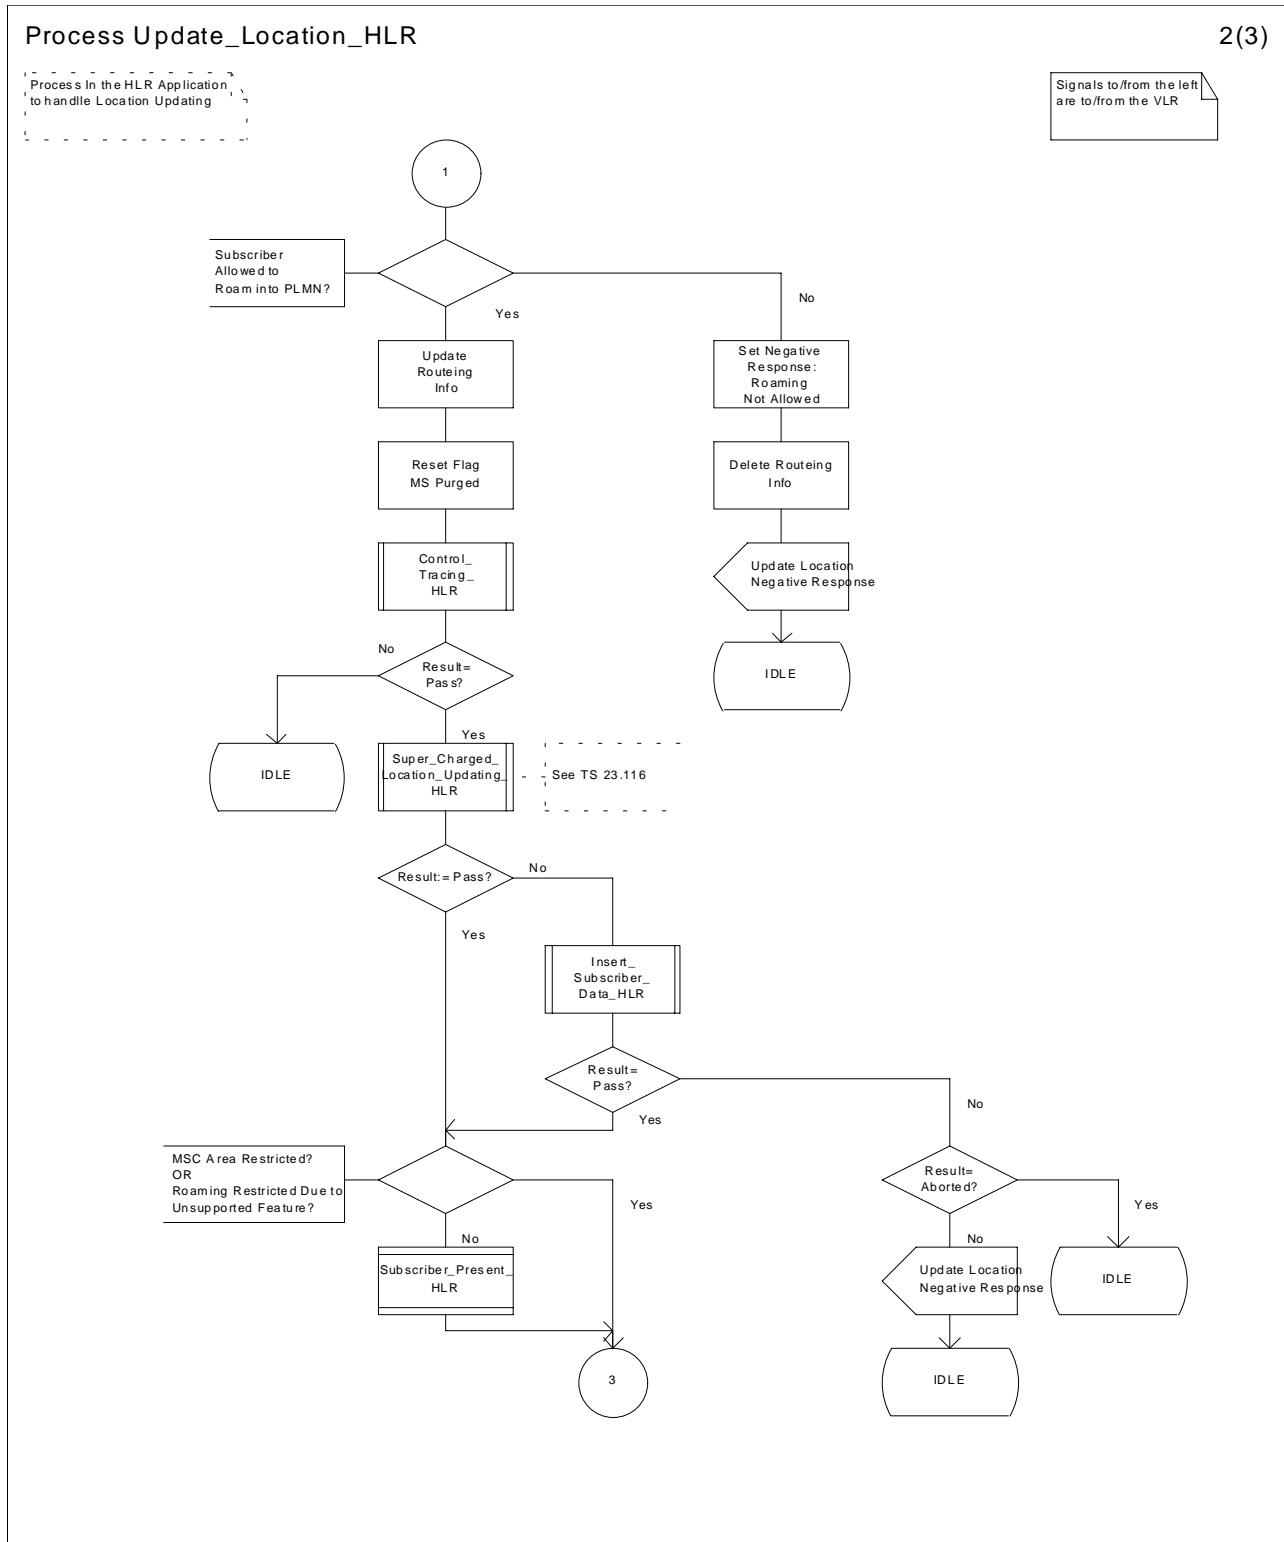 Process Update_Location_HLR
2(3)
Process In the HLR Application
to handlle Location Updating
Signals to/from the left
are to/from the VLR
1
Subscriber
Allowed to
Roam into PLMN?
No
Yes
Update
Routeing
Info
Set Negative
Response:
Roaming
Not Allowed
Reset Flag
MS Purged
Delete Routeing
Info
Control_
Tracing_
HLR
Update Location
Negative Response
No
Result=
Pass?
IDLE
Yes
IDLE
Super_Charged_
Location_Updating_
HLR
See TS 23.116
Result:=Pass?
No
Yes
Insert_
Subscriber_
Data_HLR
Result=
Pass?
Yes
No
MSC Area Restricted?
OR
Roaming Restricted Due to
Unsupported Feature?
Yes
Result=
Aborted?
Yes
No
No
Subscriber_Present_
HLR
Update Location
Negative Response
IDLE
3
IDLE